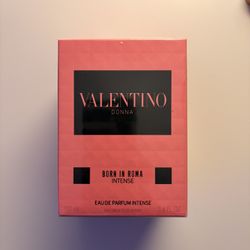 VALENTINO
DONNA
BORN IN ROMA
INTENSE
EAU DE PARFUM INTENSE